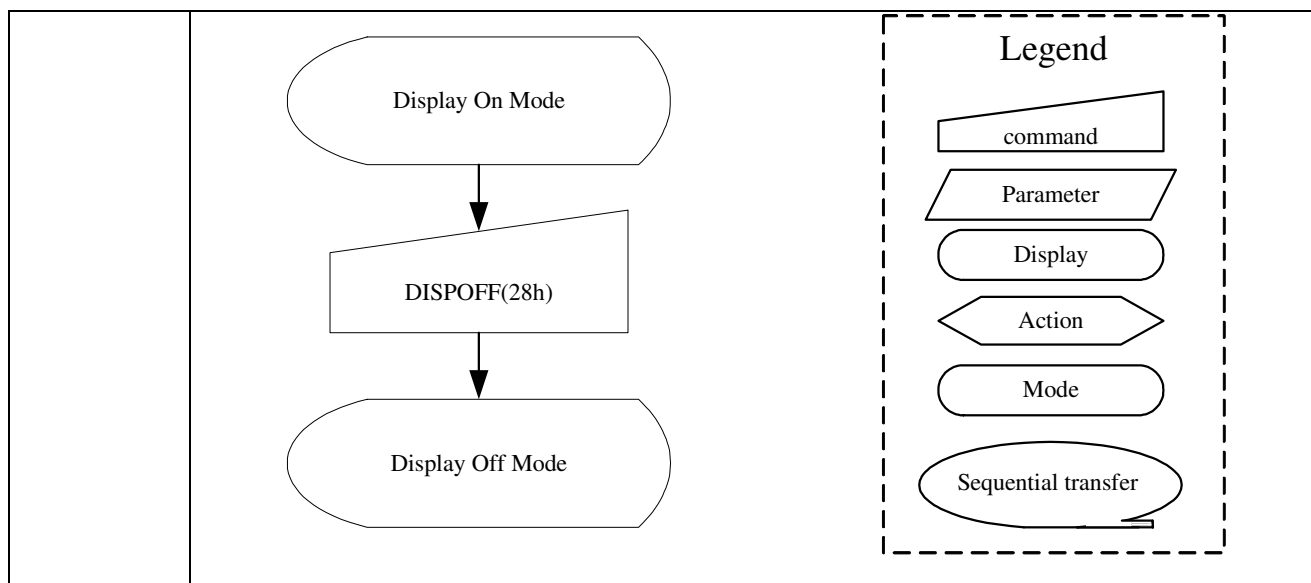 Display On Mode
DISPOFF(28h)
Display Off Mode
Legend
command
Parameter
Display
Action
Mode
Sequential transfer